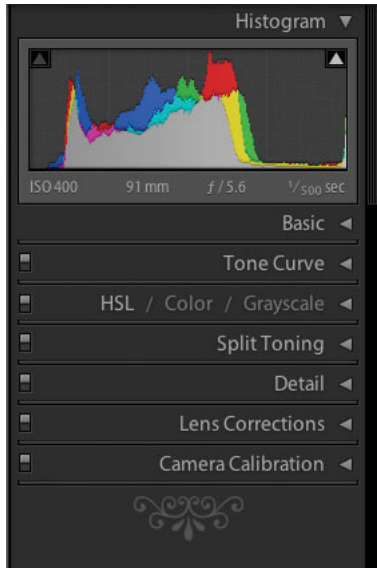 Histogram
ISO 400 91 mm ƒ / 5.6 1/500 sec
Basic
Tone Curve
HSL / Color / Grayscale
Split Toning
Detail
Lens Corrections
Camera Calibration